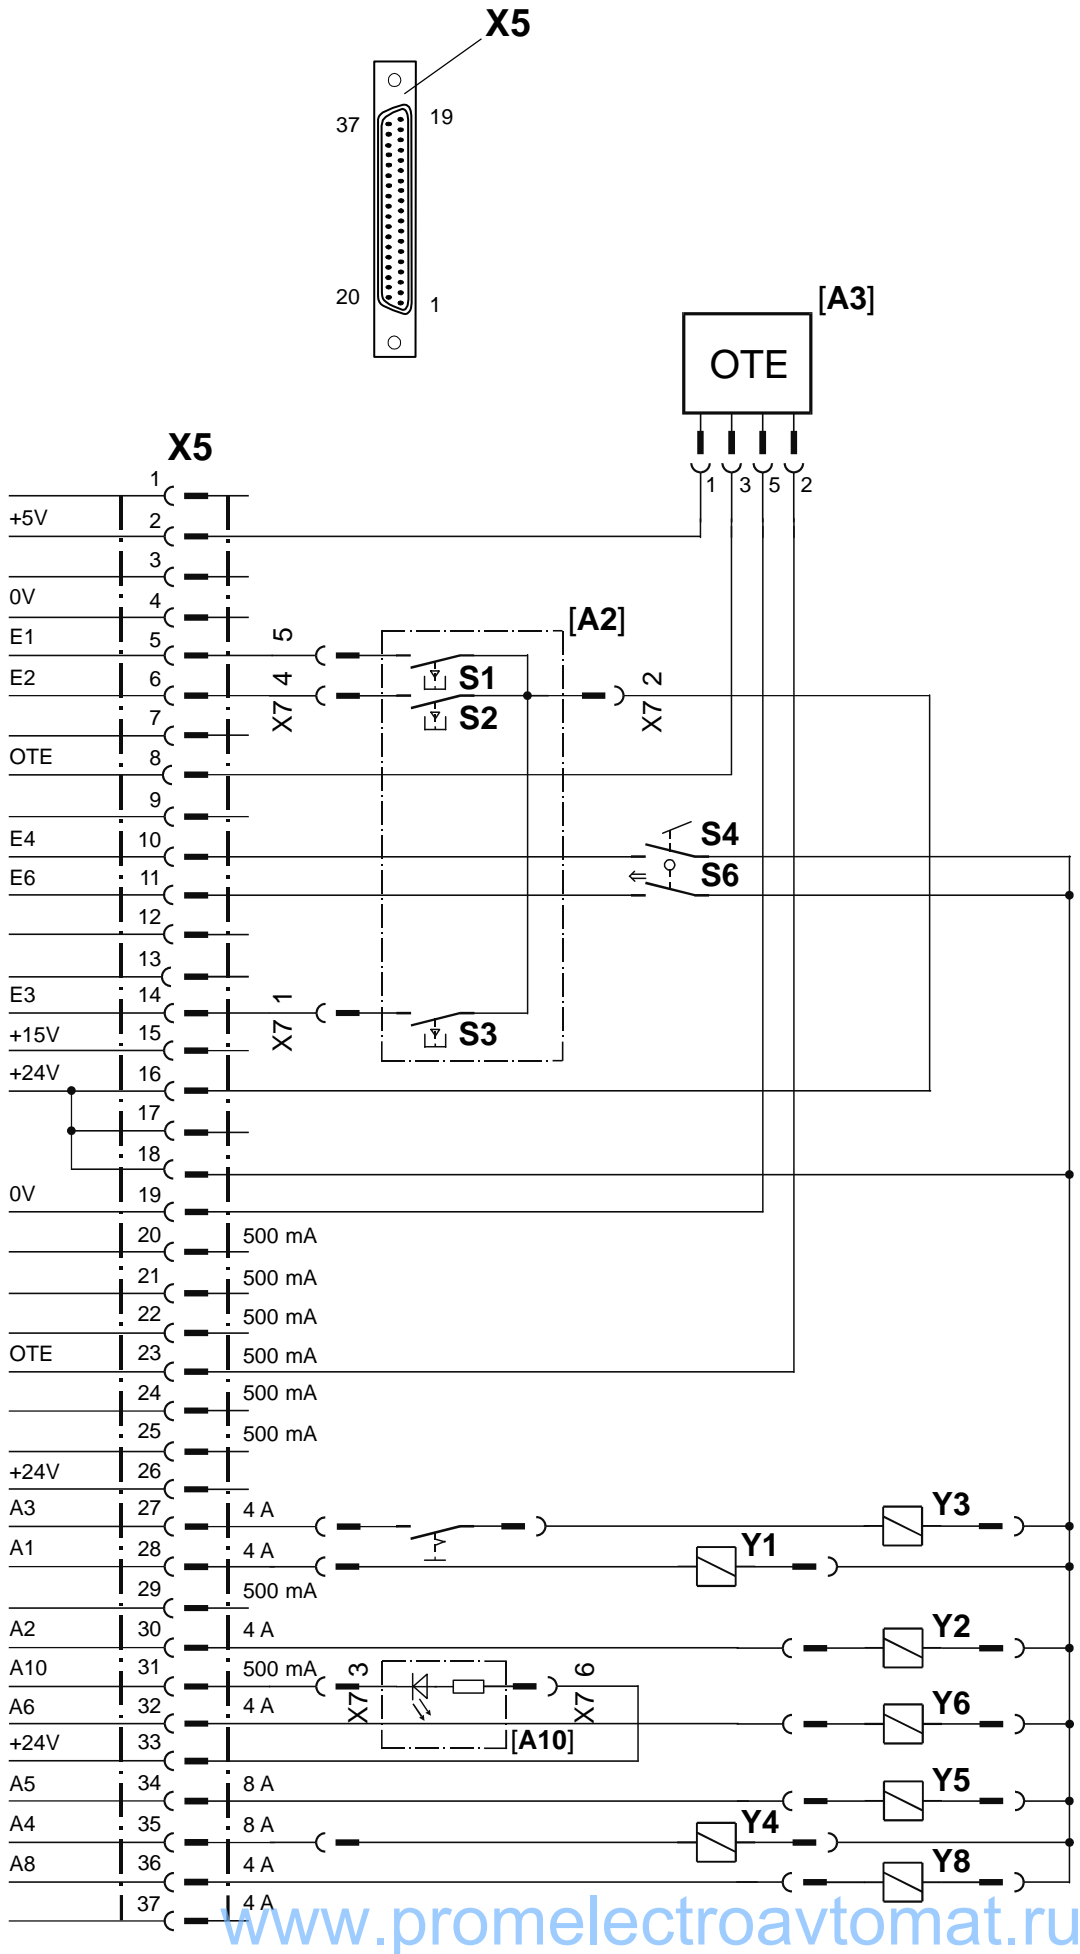 X5
37
19
20
1
[A3]
OTE
1 3 5 2
X5
1
+5V 2
3
0V 4
E1 5 5 [A2]
S1
E2 6 X7 4 X7 2
S2
7
OTE 8
9
E4 10 S4
E6 11 S6
12
13
E3 14 X7 1
+15V 15 S3
+24V 16
17
18
0V 19
20 500 mA
21 500 mA
22 500 mA
OTE 23 500 mA
24 500 mA
25 500 mA
+24V 26
A3 27 4 A Y3
A1 28 4 A Y1
29 500 mA
A2 30 4 A Y2
A10 31 500 mA X7 3 X7 6
A6 32 4 A Y6
+24V 33 [A10]
A5 34 8 A Y5
A4 35 8 A Y4
A8 36 4 A Y8
37 4 A
www.promelectroavtomat.ru